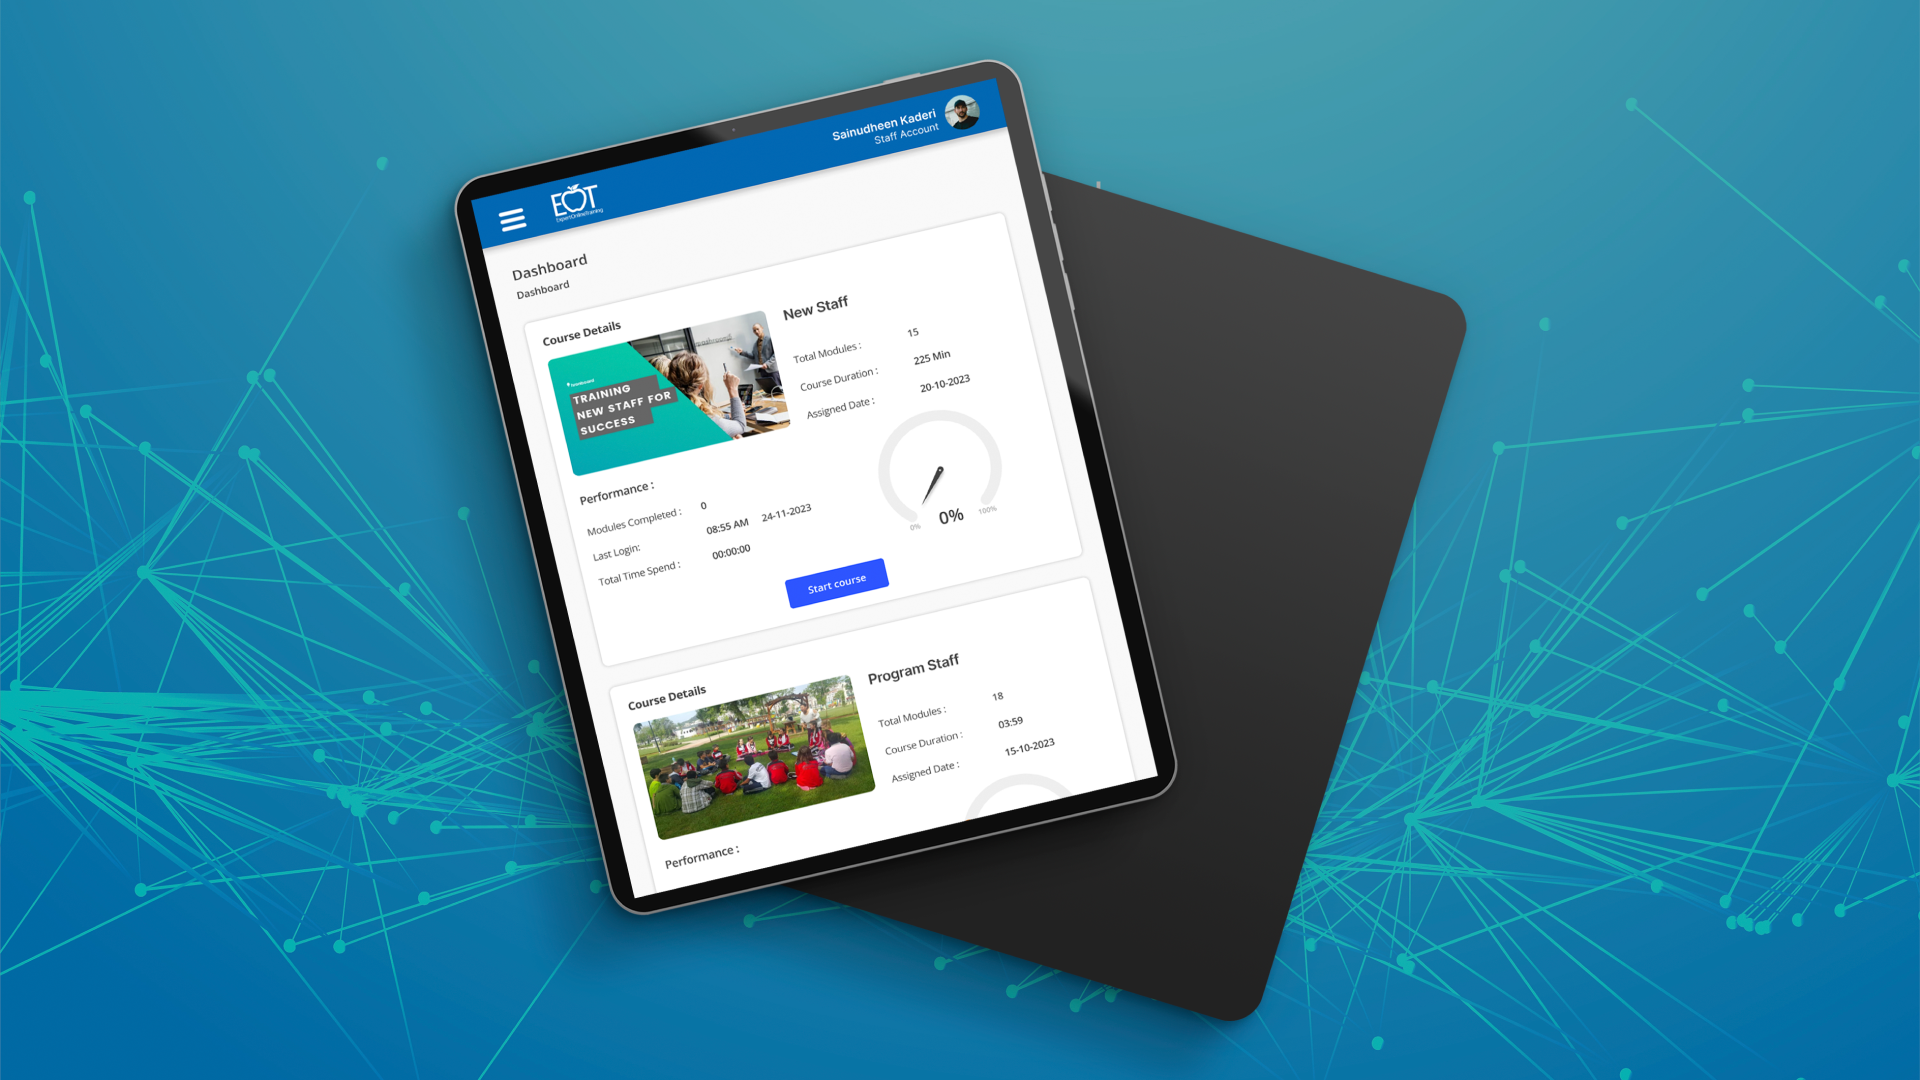 Sainudheen Kaderi
Staff Account
EOT
ExpertOnlineTraining
Dashboard
Dashboard
Course Details
TRAINING
NEW STAFF FOR
SUCCESS
New Staff
Total Modules : 15
Course Duration : 225 Min
Assigned Date : 20-10-2023
Performance :
Modules Completed : 0
Last Login: 08:55 AM 24-11-2023
Total Time Spend : 00:00:00
0% 0% 100%
Start course
Course Details
Program Staff
Total Modules : 18
Course Duration : 03:59
Assigned Date : 15-10-2023
Performance :